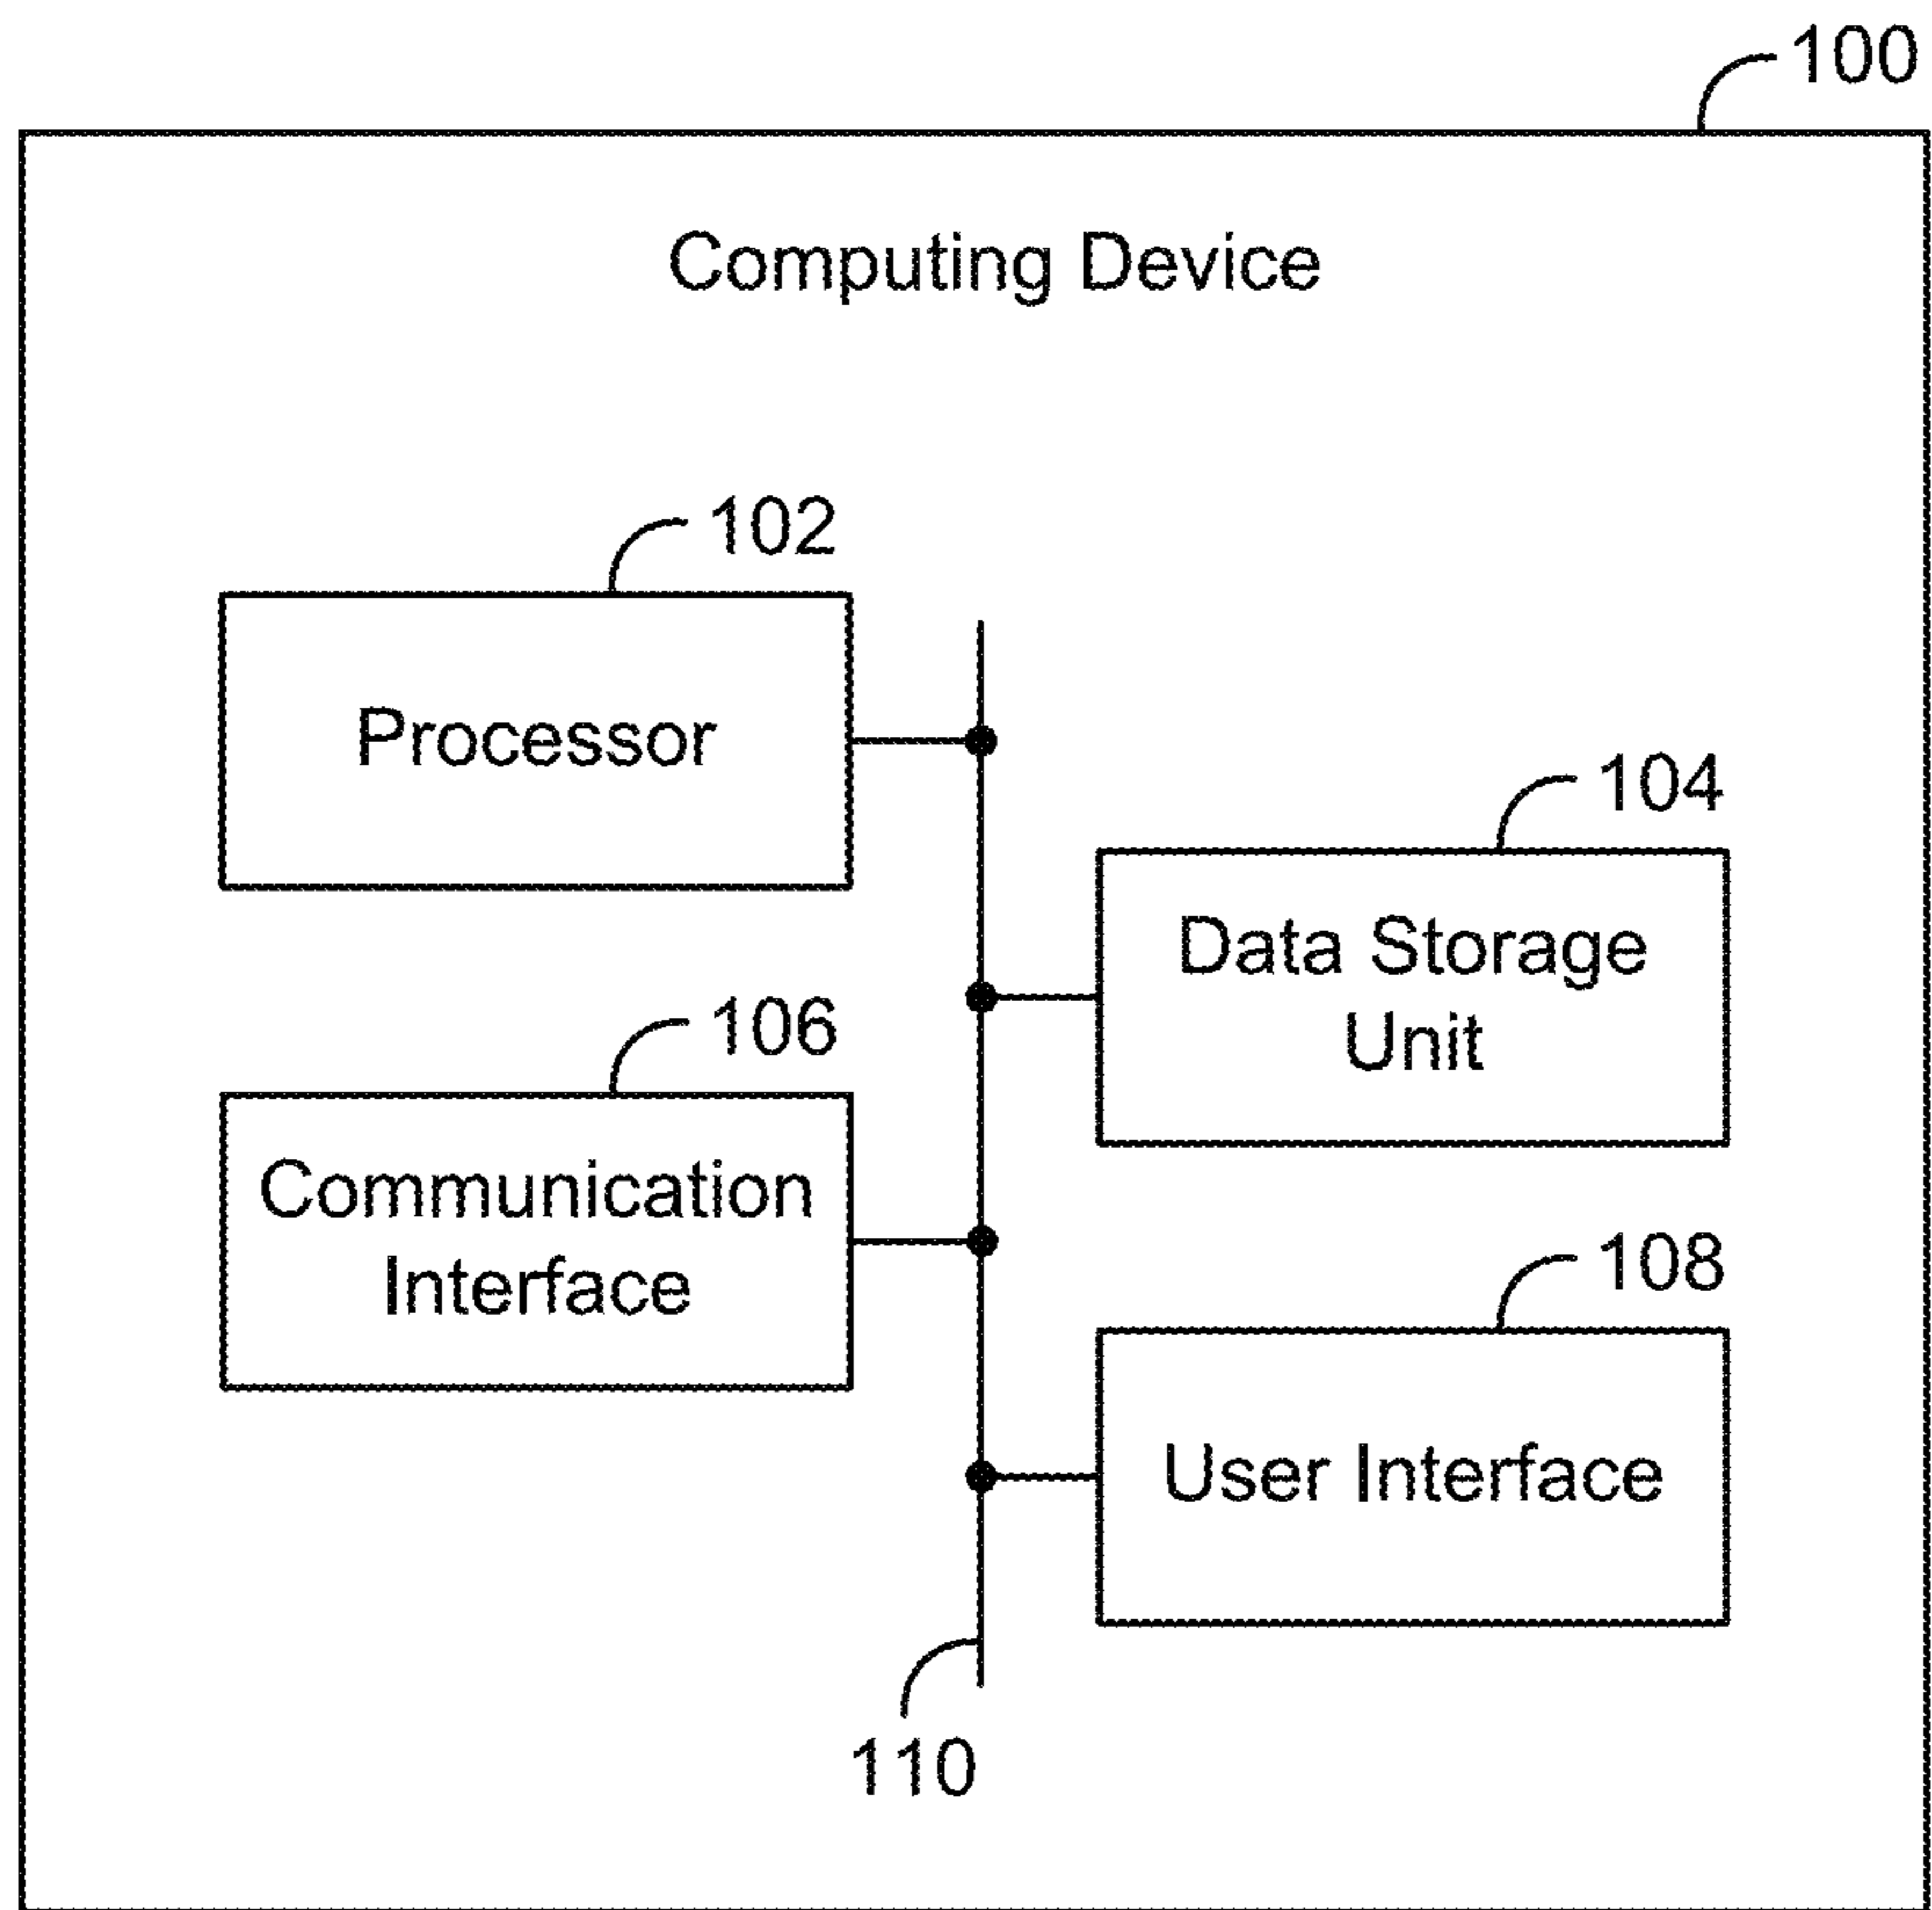 100
Computing Device
102
Processor
104
Data Storage
Unit
106
Communication
Interface
108
User Interface
110